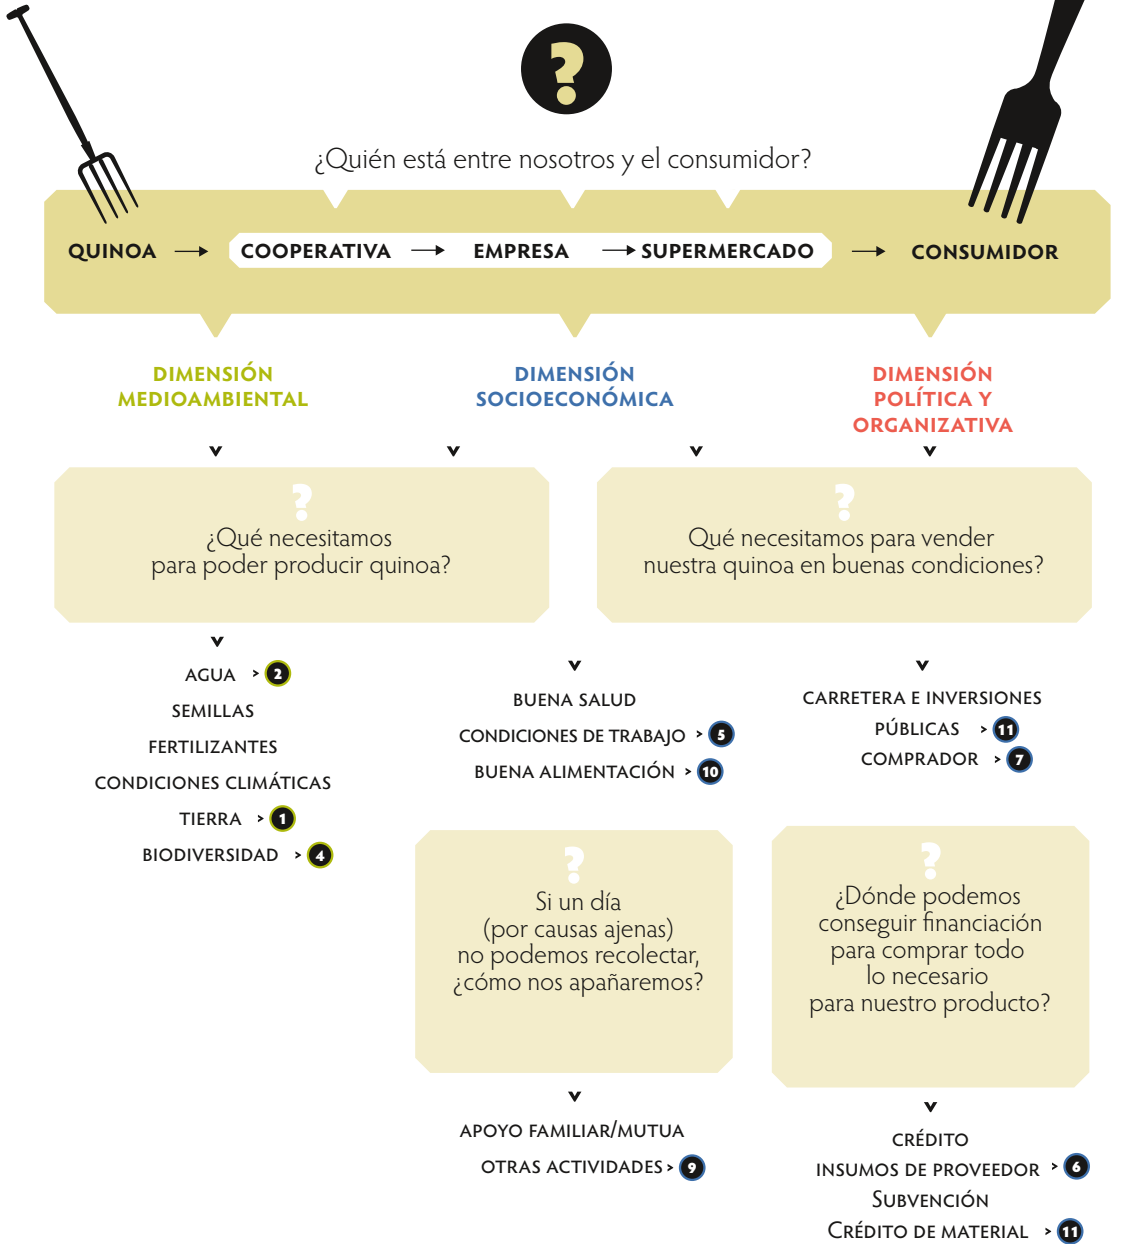 ?
¿Quién está entre nosotros y el consumidor?
QUINOA → COOPERATIVA → EMPRESA → SUPERMERCADO → CONSUMIDOR
DIMENSIÓN
MEDIOAMBIENTAL
DIMENSIÓN
SOCIOECONÓMICA
DIMENSIÓN
POLÍTICA Y
ORGANIZATIVA
?
¿Qué necesitamos
para poder producir quinoa?
?
Qué necesitamos para vender
nuestra quinoa en buenas condiciones?
AGUA > 2
SEMILLAS
FERTILIZANTES
CONDICIONES CLIMÁTICAS
TIERRA > 1
BIODIVERSIDAD > 4
BUENA SALUD
CONDICIONES DE TRABAJO > 5
BUENA ALIMENTACIÓN > 10
CARRETERA E INVERSIONES
PÚBLICAS > 11
COMPRADOR > 7
?
Si un día
(por causas ajenas)
no podemos recolectar,
¿cómo nos apañaremos?
?
¿Dónde podemos
conseguir financiación
para comprar todo
lo necesario
para nuestro producto?
APOYO FAMILIAR/MUTUA
OTRAS ACTIVIDADES > 9
CRÉDITO
INSUMOS DE PROVEEDOR > 6
SUBVENCIÓN
CRÉDITO DE MATERIAL > 11